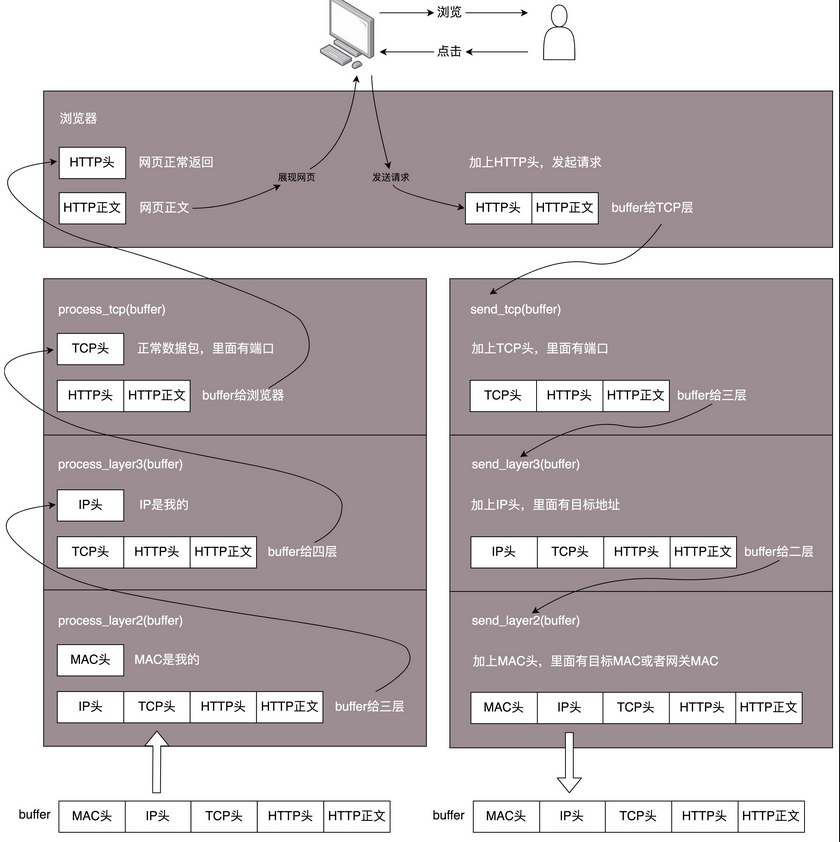 浏览
点击
浏览器
HTTP头
网页正常返回
加上HTTP头，发起请求
展现网页
发送请求
HTTP正文
网页正文
HTTP头
HTTP正文
buffer给TCP层
process_tcp(buffer)
TCP头
正常数据包，里面有端口
HTTP头
HTTP正文
buffer给浏览器
process_layer3(buffer)
IP头
IP是我的
TCP头
HTTP头
HTTP正文
buffer给四层
process_layer2(buffer)
MAC头
MAC是我的
IP头
TCP头
HTTP头
HTTP正文
buffer给三层
buffer
MAC头
IP头
TCP头
HTTP头
HTTP正文
send_tcp(buffer)
加上TCP头，里面有端口
TCP头
HTTP头
HTTP正文
buffer给三层
send_layer3(buffer)
加上IP头，里面有目标地址
IP头
TCP头
HTTP头
HTTP正文
buffer给二层
send_layer2(buffer)
加上MAC头，里面有目标MAC或者网关MAC
MAC头
IP头
TCP头
HTTP头
HTTP正文
buffer
MAC头
IP头
TCP头
HTTP头
HTTP正文